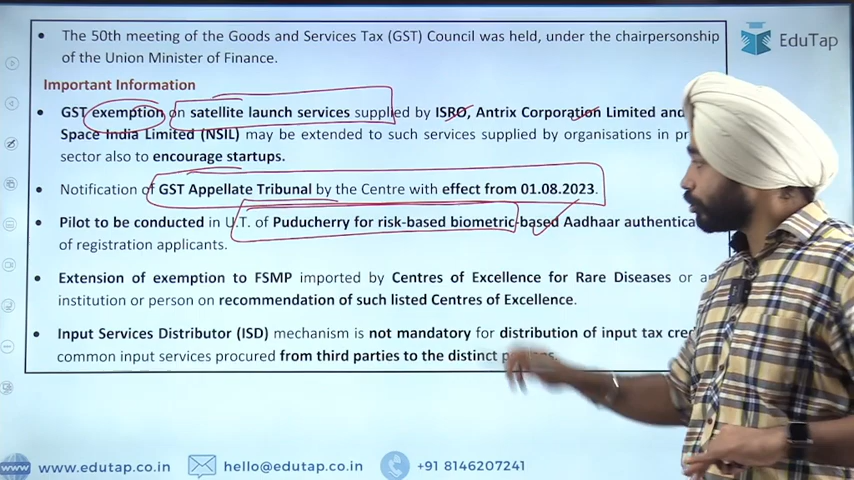 • The 50th meeting of the Goods and Services Tax (GST) Council was held, under the chairpersonship
of the Union Minister of Finance.
EduTap
Important Information
• GST exemption on satellite launch services supplied by ISRO, Antrix Corporation Limited and
Space India Limited (NSIL) may be extended to such services supplied by organisations in pr
sector also to encourage startups.
• Notification of GST Appellate Tribunal by the Centre with effect from 01.08.2023.
• Pilot to be conducted in U.T. of Puducherry for risk-based biometric-based Aadhaar authentica
of registration applicants.
• Extension of exemption to FSMP imported by Centres of Excellence for Rare Diseases or a
institution or person on recommendation of such listed Centres of Excellence.
• Input Services Distributor (ISD) mechanism is not mandatory for distribution of input tax cred
common input services procured from third parties to the distinct
www www.edutap.co.in hello@edutap.co.in +91 8146207241